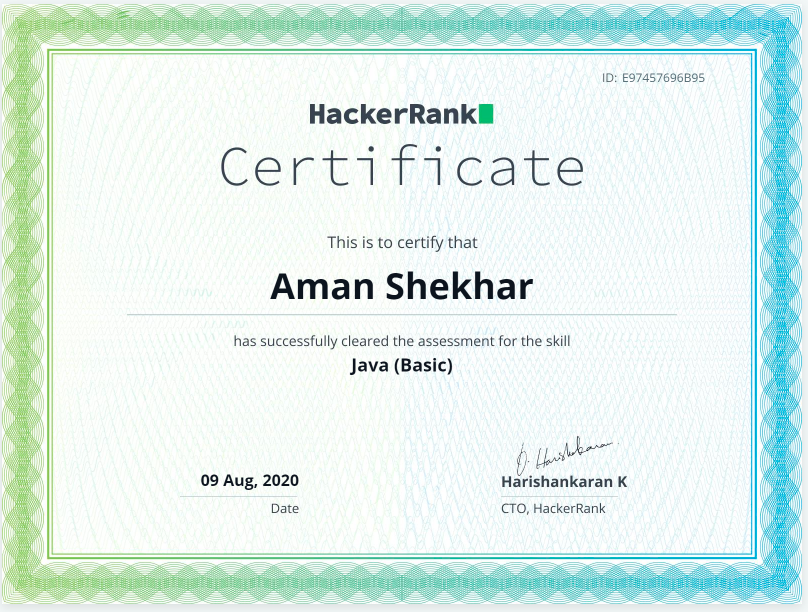 ID: E97457696B95
HackerRank
Certificate
This is to certify that
Aman Shekhar
has successfully cleared the assessment for the skill
Java (Basic)
09 Aug, 2020
Date
H. Harishankaran
Harishankaran K
CTO, HackerRank